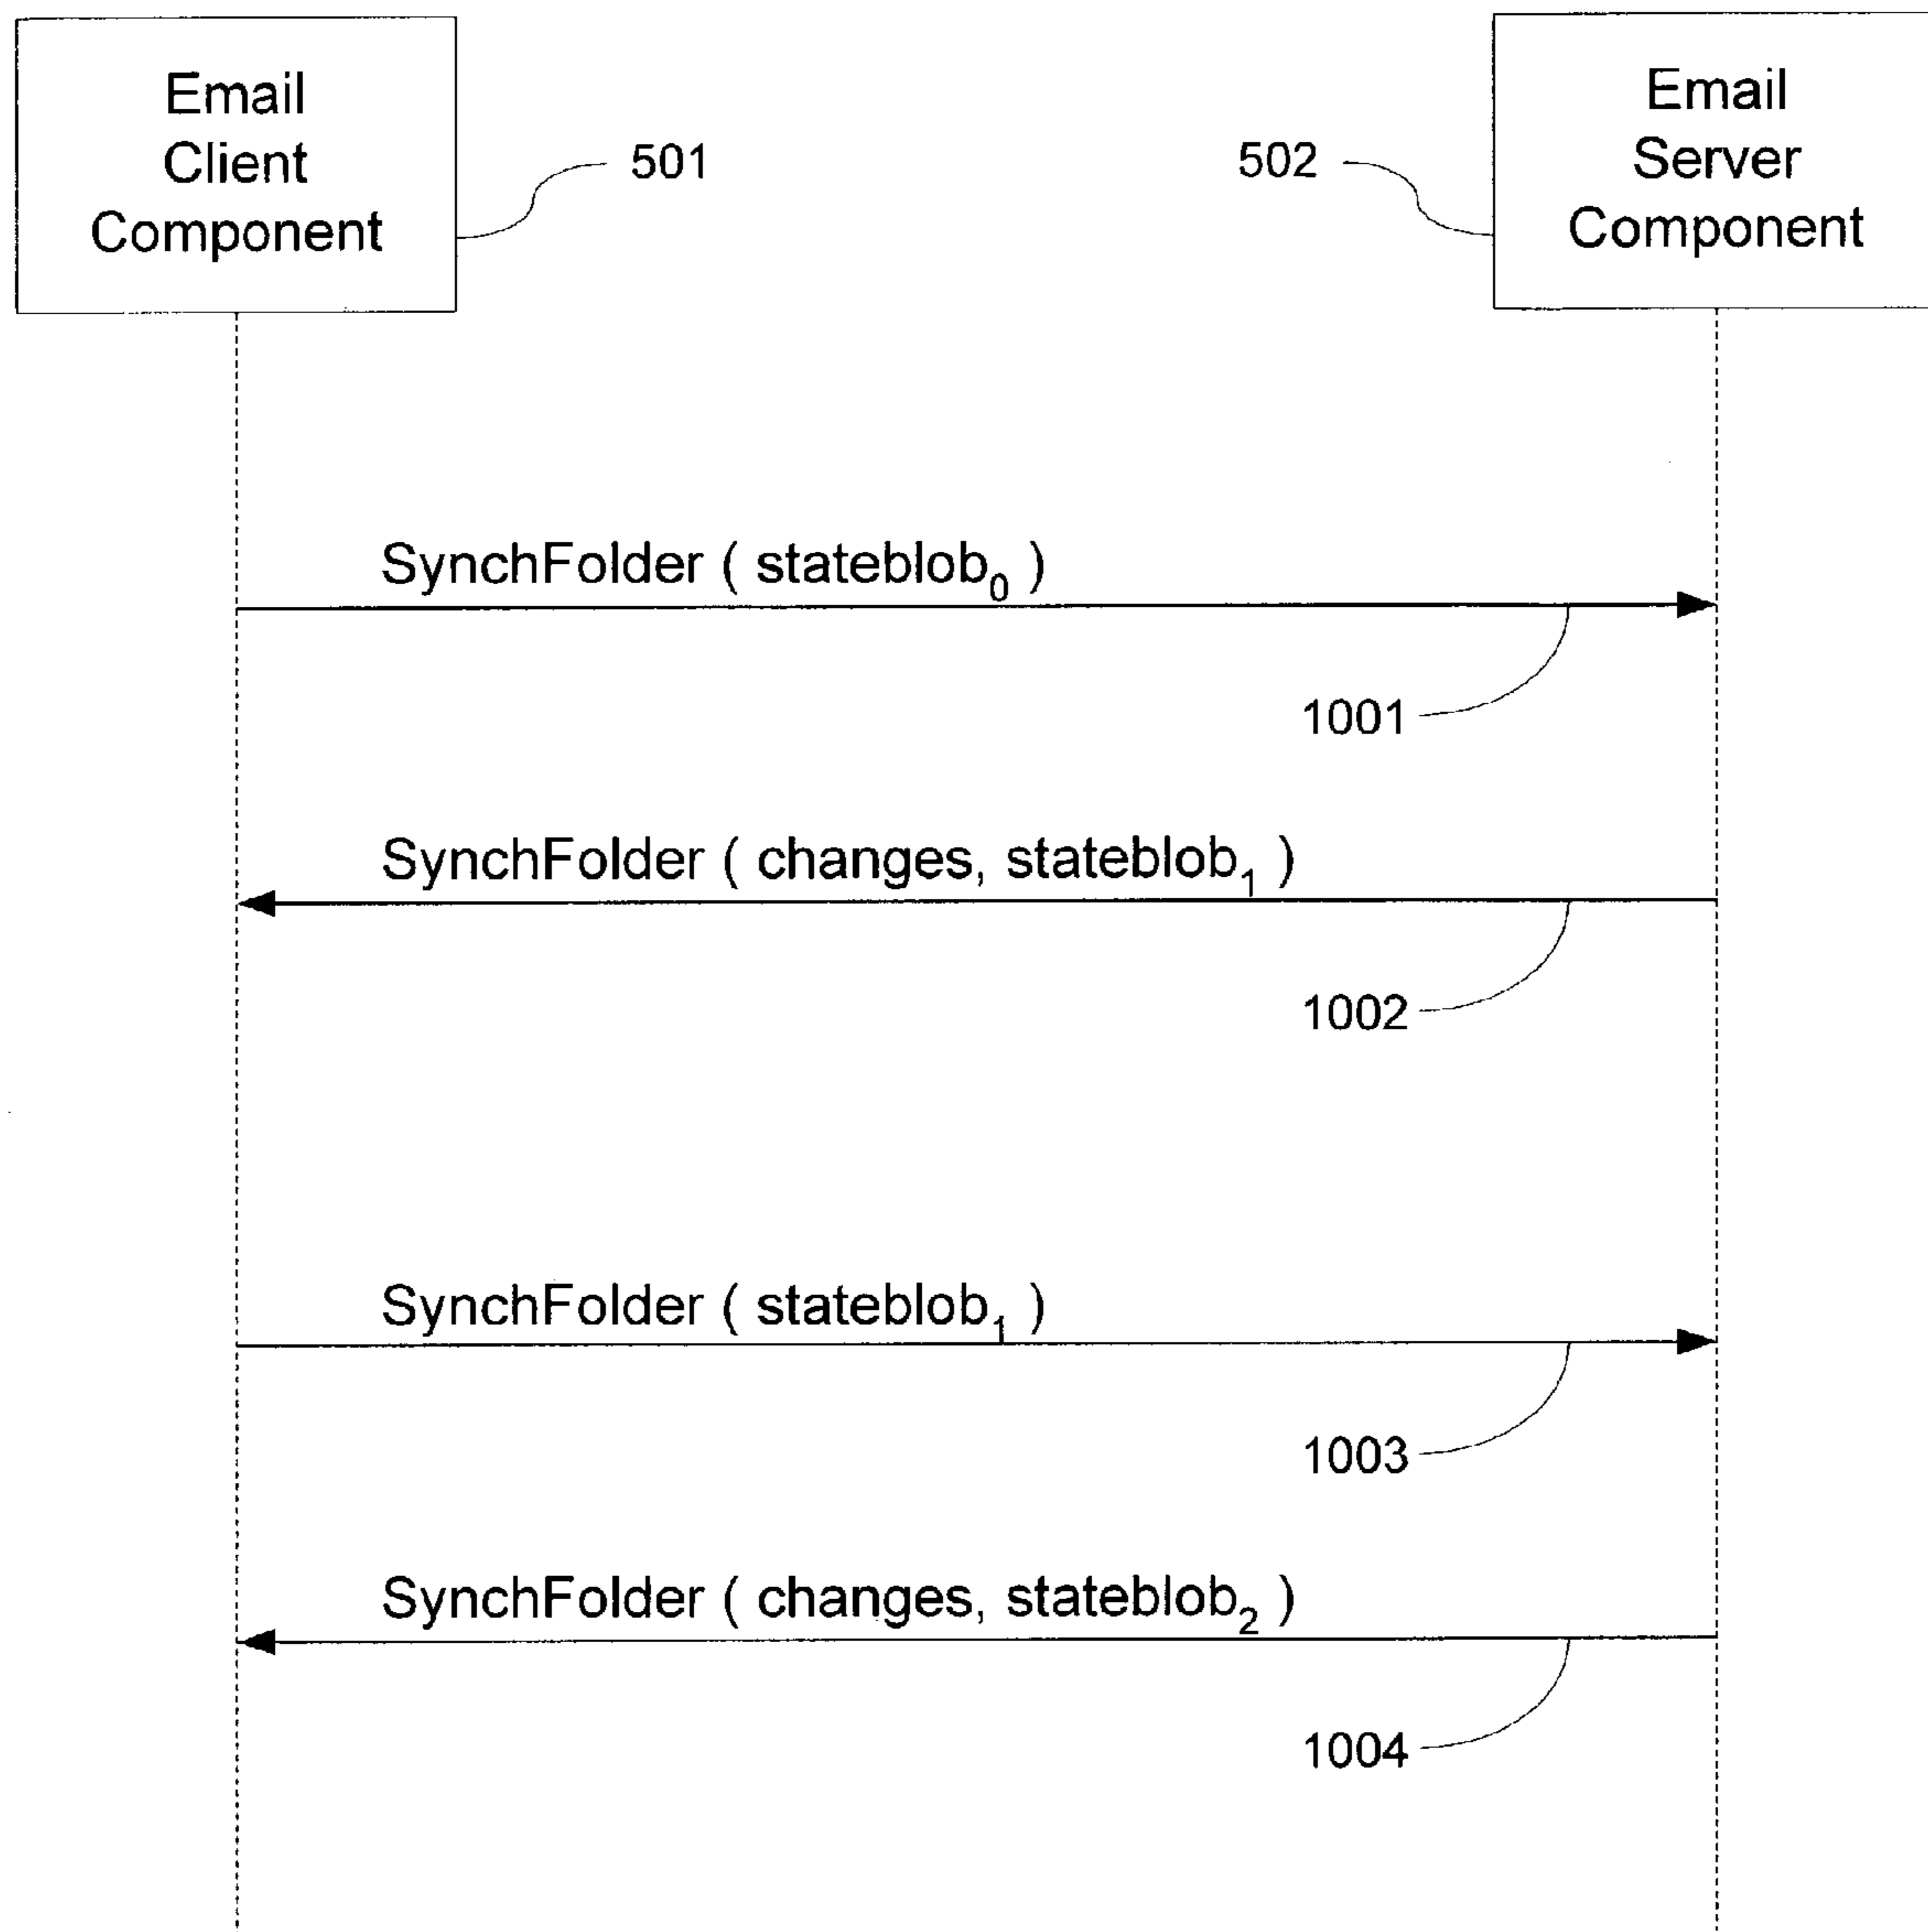 Email
Client
Component
501
502
Email
Server
Component
SynchFolder ( stateblob₀ )
1001
SynchFolder ( changes, stateblob₁ )
1002
SynchFolder ( stateblob₁ )
1003
SynchFolder ( changes, stateblob₂ )
1004